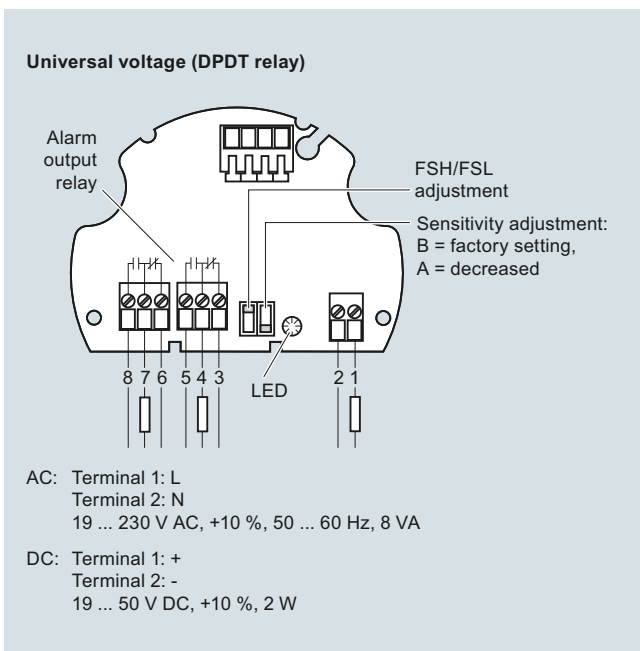 Universal voltage (DPDT relay)
Alarm
output
relay
FSH/FSL
adjustment
Sensitivity adjustment:
B = factory setting,
A = decreased
8 7 6 5 4 3
LED
2 1
AC: Terminal 1: L
Terminal 2: N
19 ... 230 V AC, +10 %, 50 ... 60 Hz, 8 VA
DC: Terminal 1: +
Terminal 2: -
19 ... 50 V DC, +10 %, 2 W